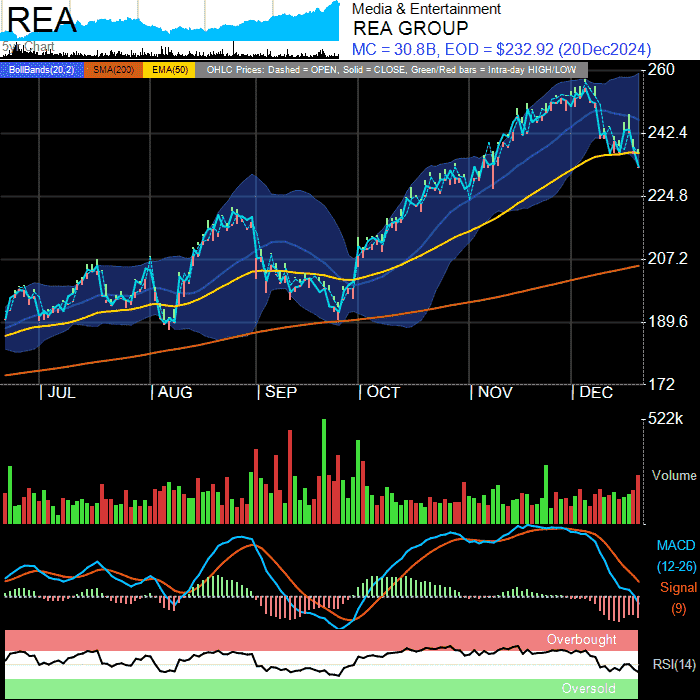 REA
5yr Chart
Media & Entertainment
REA GROUP
MC = 30.8B, EOD = $232.92 (20Dec2024)
BollBands(20,2) SMA(200) EMA(50) OHLC Prices: Dashed = OPEN, Solid = CLOSE, Green/Red bars = Intra-day HIGH/LOW
260
242.4
224.8
207.2
189.6
172
JUL AUG SEP OCT NOV DEC
522k
Volume
MACD
(12-26)
Signal
(9)
Overbought
RSI(14)
Oversold